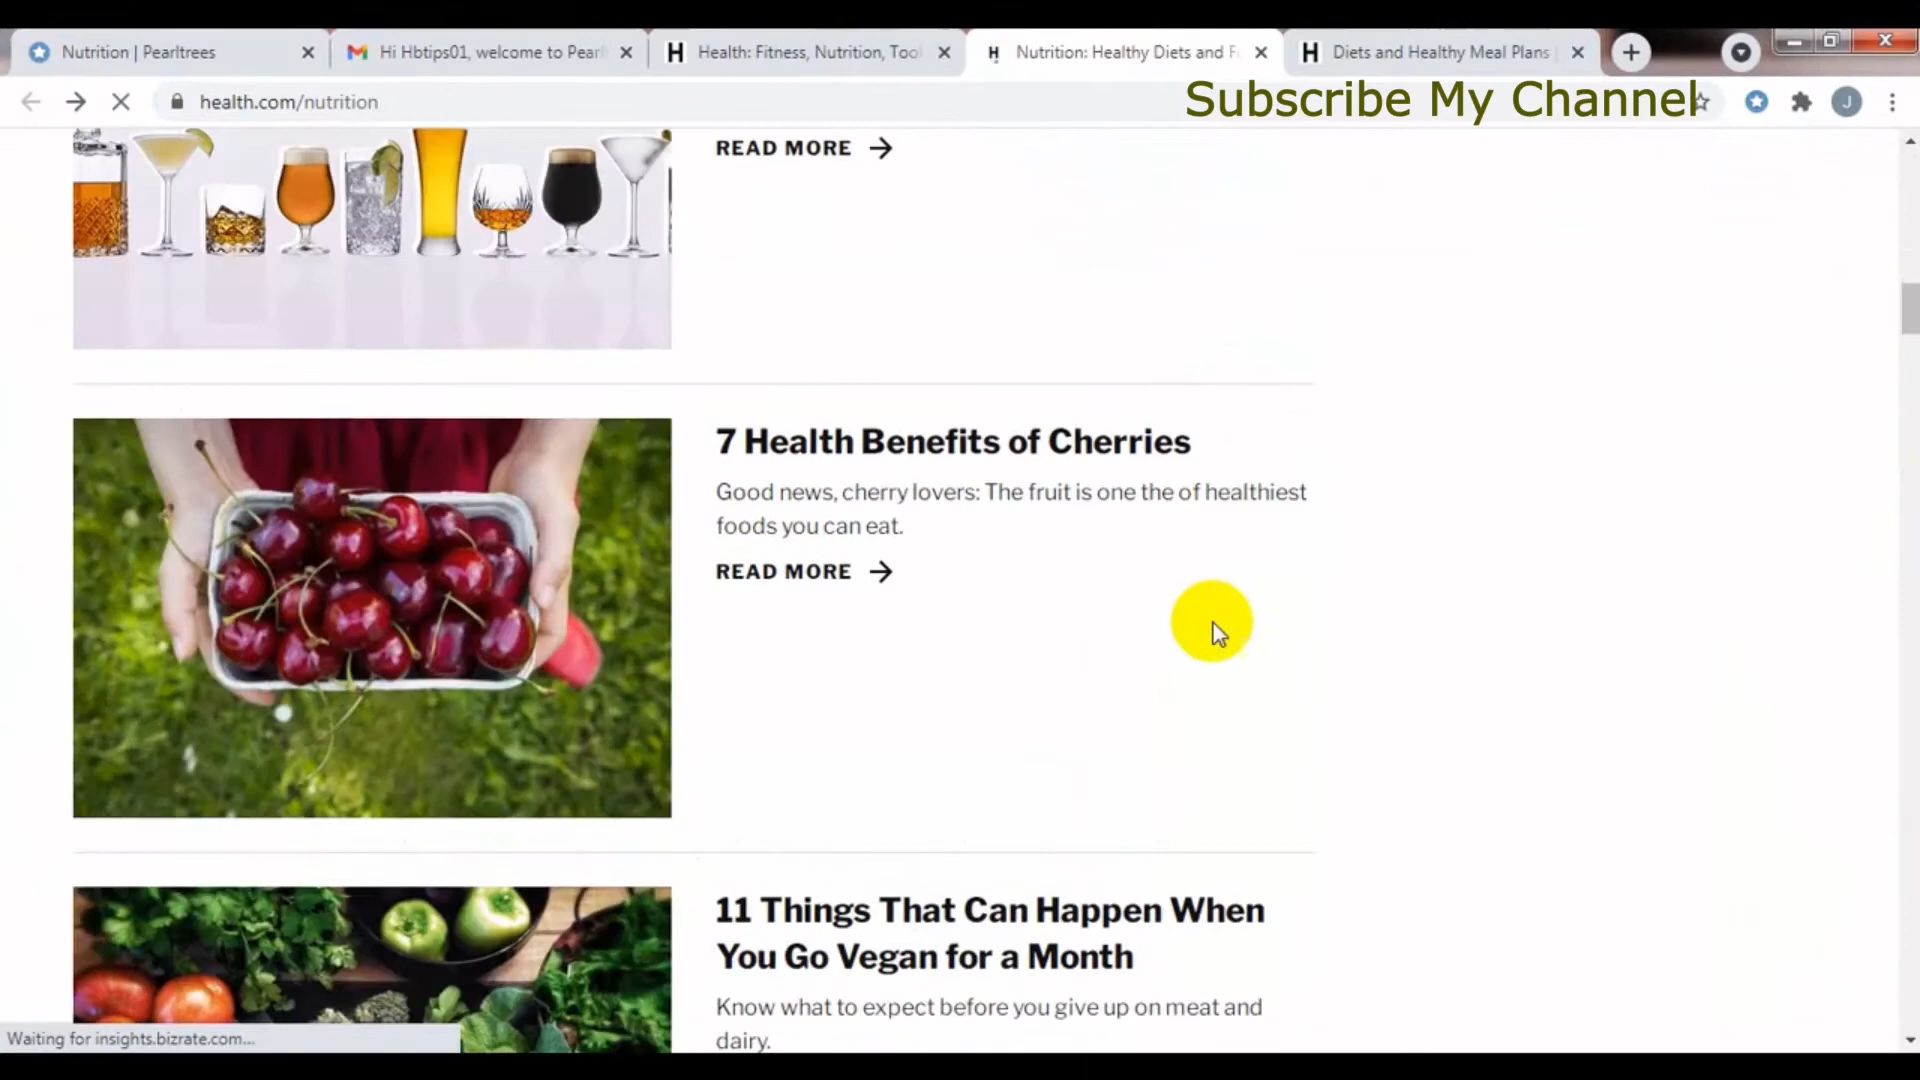 Nutrition | Pearltrees
Hi Hbtips01, welcome to Pearl
Health: Fitness, Nutrition, Tool
Nutrition: Healthy Diets and F
Diets and Healthy Meal Plans
health.com/nutrition
Subscribe My Channel
J
READ MORE
7 Health Benefits of Cherries
Good news, cherry lovers: The fruit is one the of healthiest
foods you can eat.
READ MORE
11 Things That Can Happen When
You Go Vegan for a Month
Know what to expect before you give up on meat and
dairy.
Waiting for insights.bizrate.com...